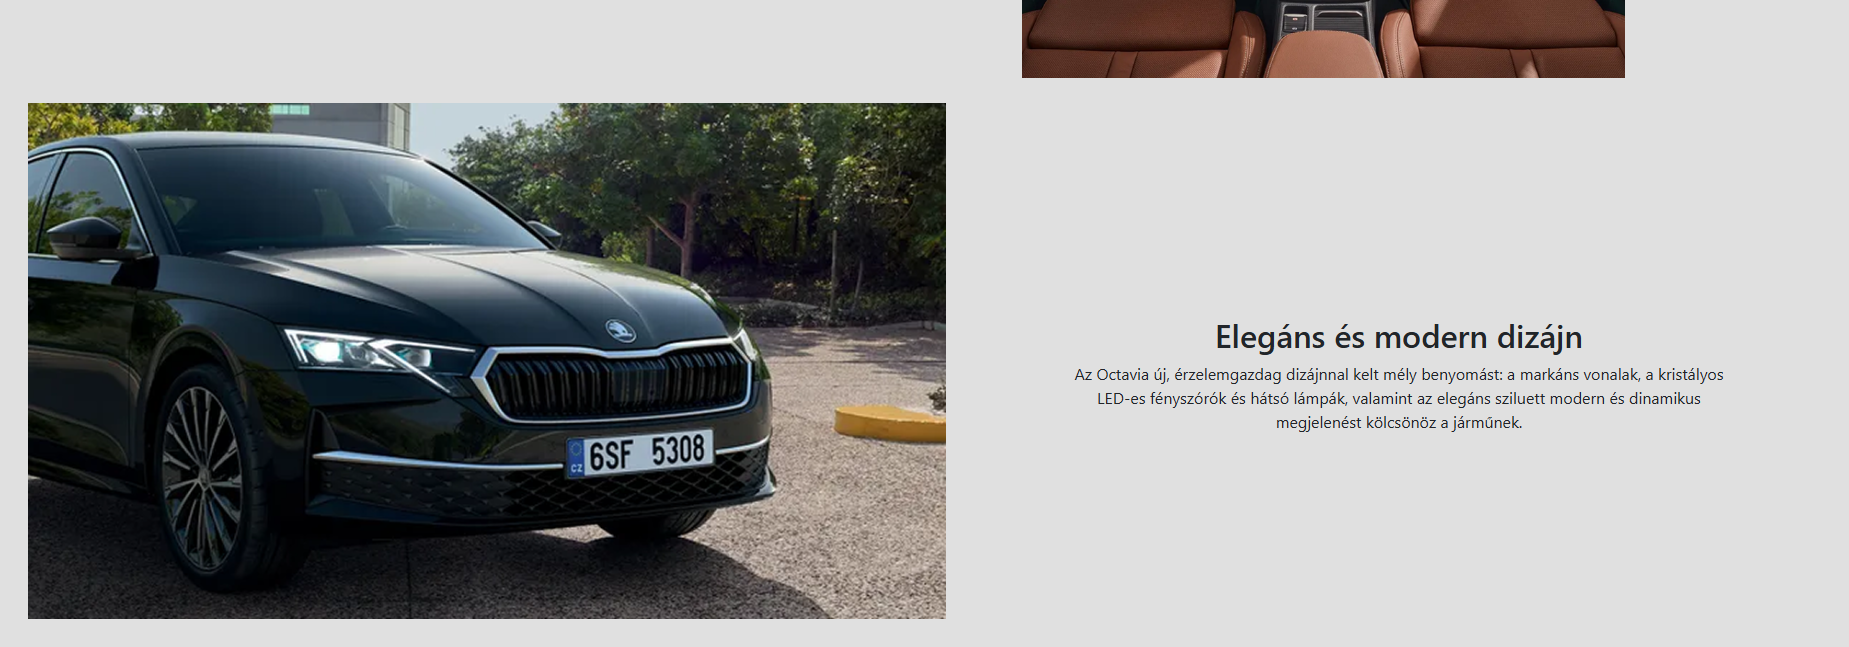 Elegáns és modern dizájn
Az Octavia új, érzelemgazdag dizájnnal kelt mély benyomást: a markáns vonalak, a kristályos
LED-es fényszórók és hátsó lámpák, valamint az elegáns sziluett modern és dinamikus
megjelenést kölcsönöz a járműnek.
CZ
6SF 5308